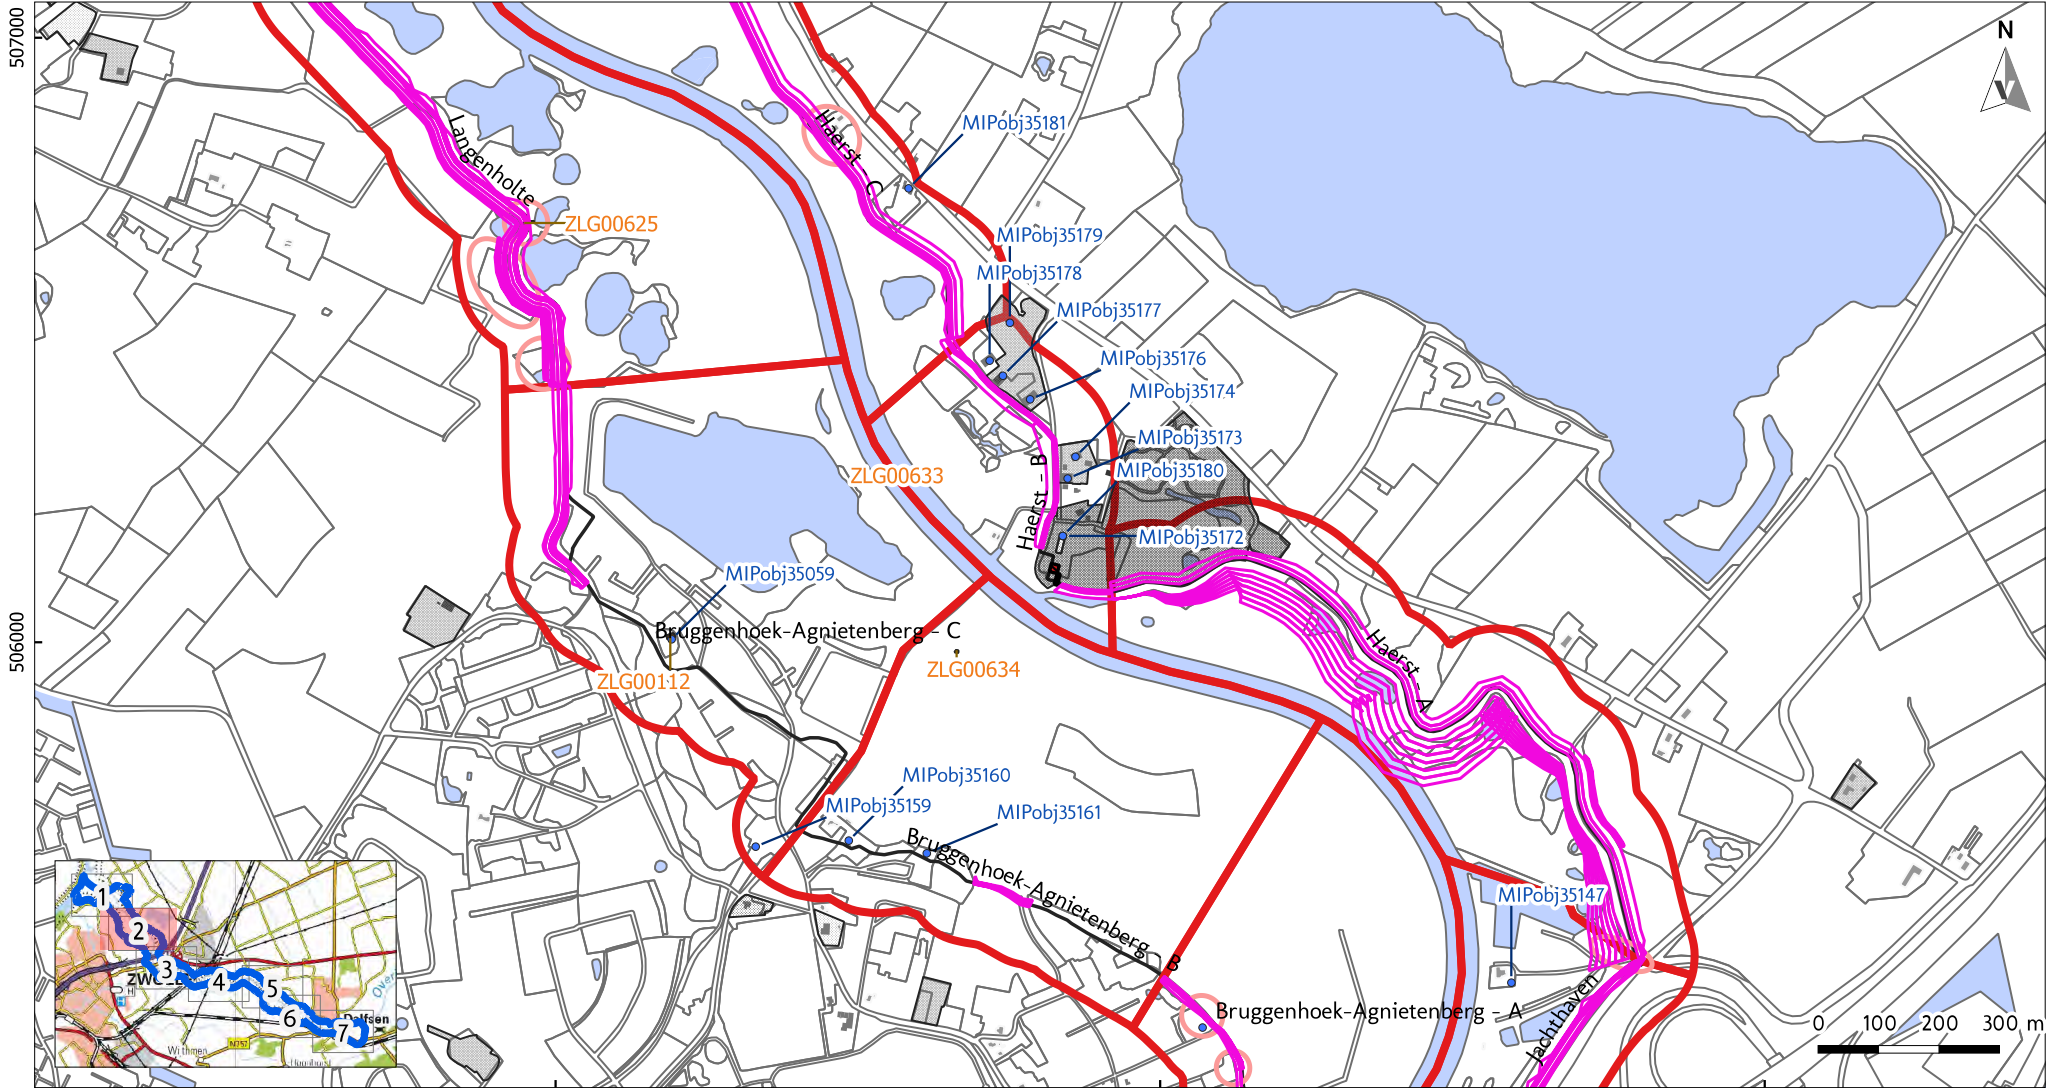 507000
N
MIPobj35181
Langenholte
Haerst - C
ZLG00625
MIPobj35179
MIPobj35178
MIPobj35177
MIPobj35176
MIPobj35174
MIPobj35173
MIPobj35180
ZLG00633
Haerst - B
MIPobj35172
MIPobj35059
506000
Bruggenhoek-Agnietenberg - C
ZLG00634
ZLG00112
Haerst - A
MIPobj35160
MIPobj35159
MIPobj35161
Bruggenhoek-Agnietenberg - B
MIPobj35147
Bruggenhoek-Agnietenberg - A
Jachthaven
0 100 200 300 m
1
2
3
4
5
6
7
Dalfsen
Withmen
N757
H